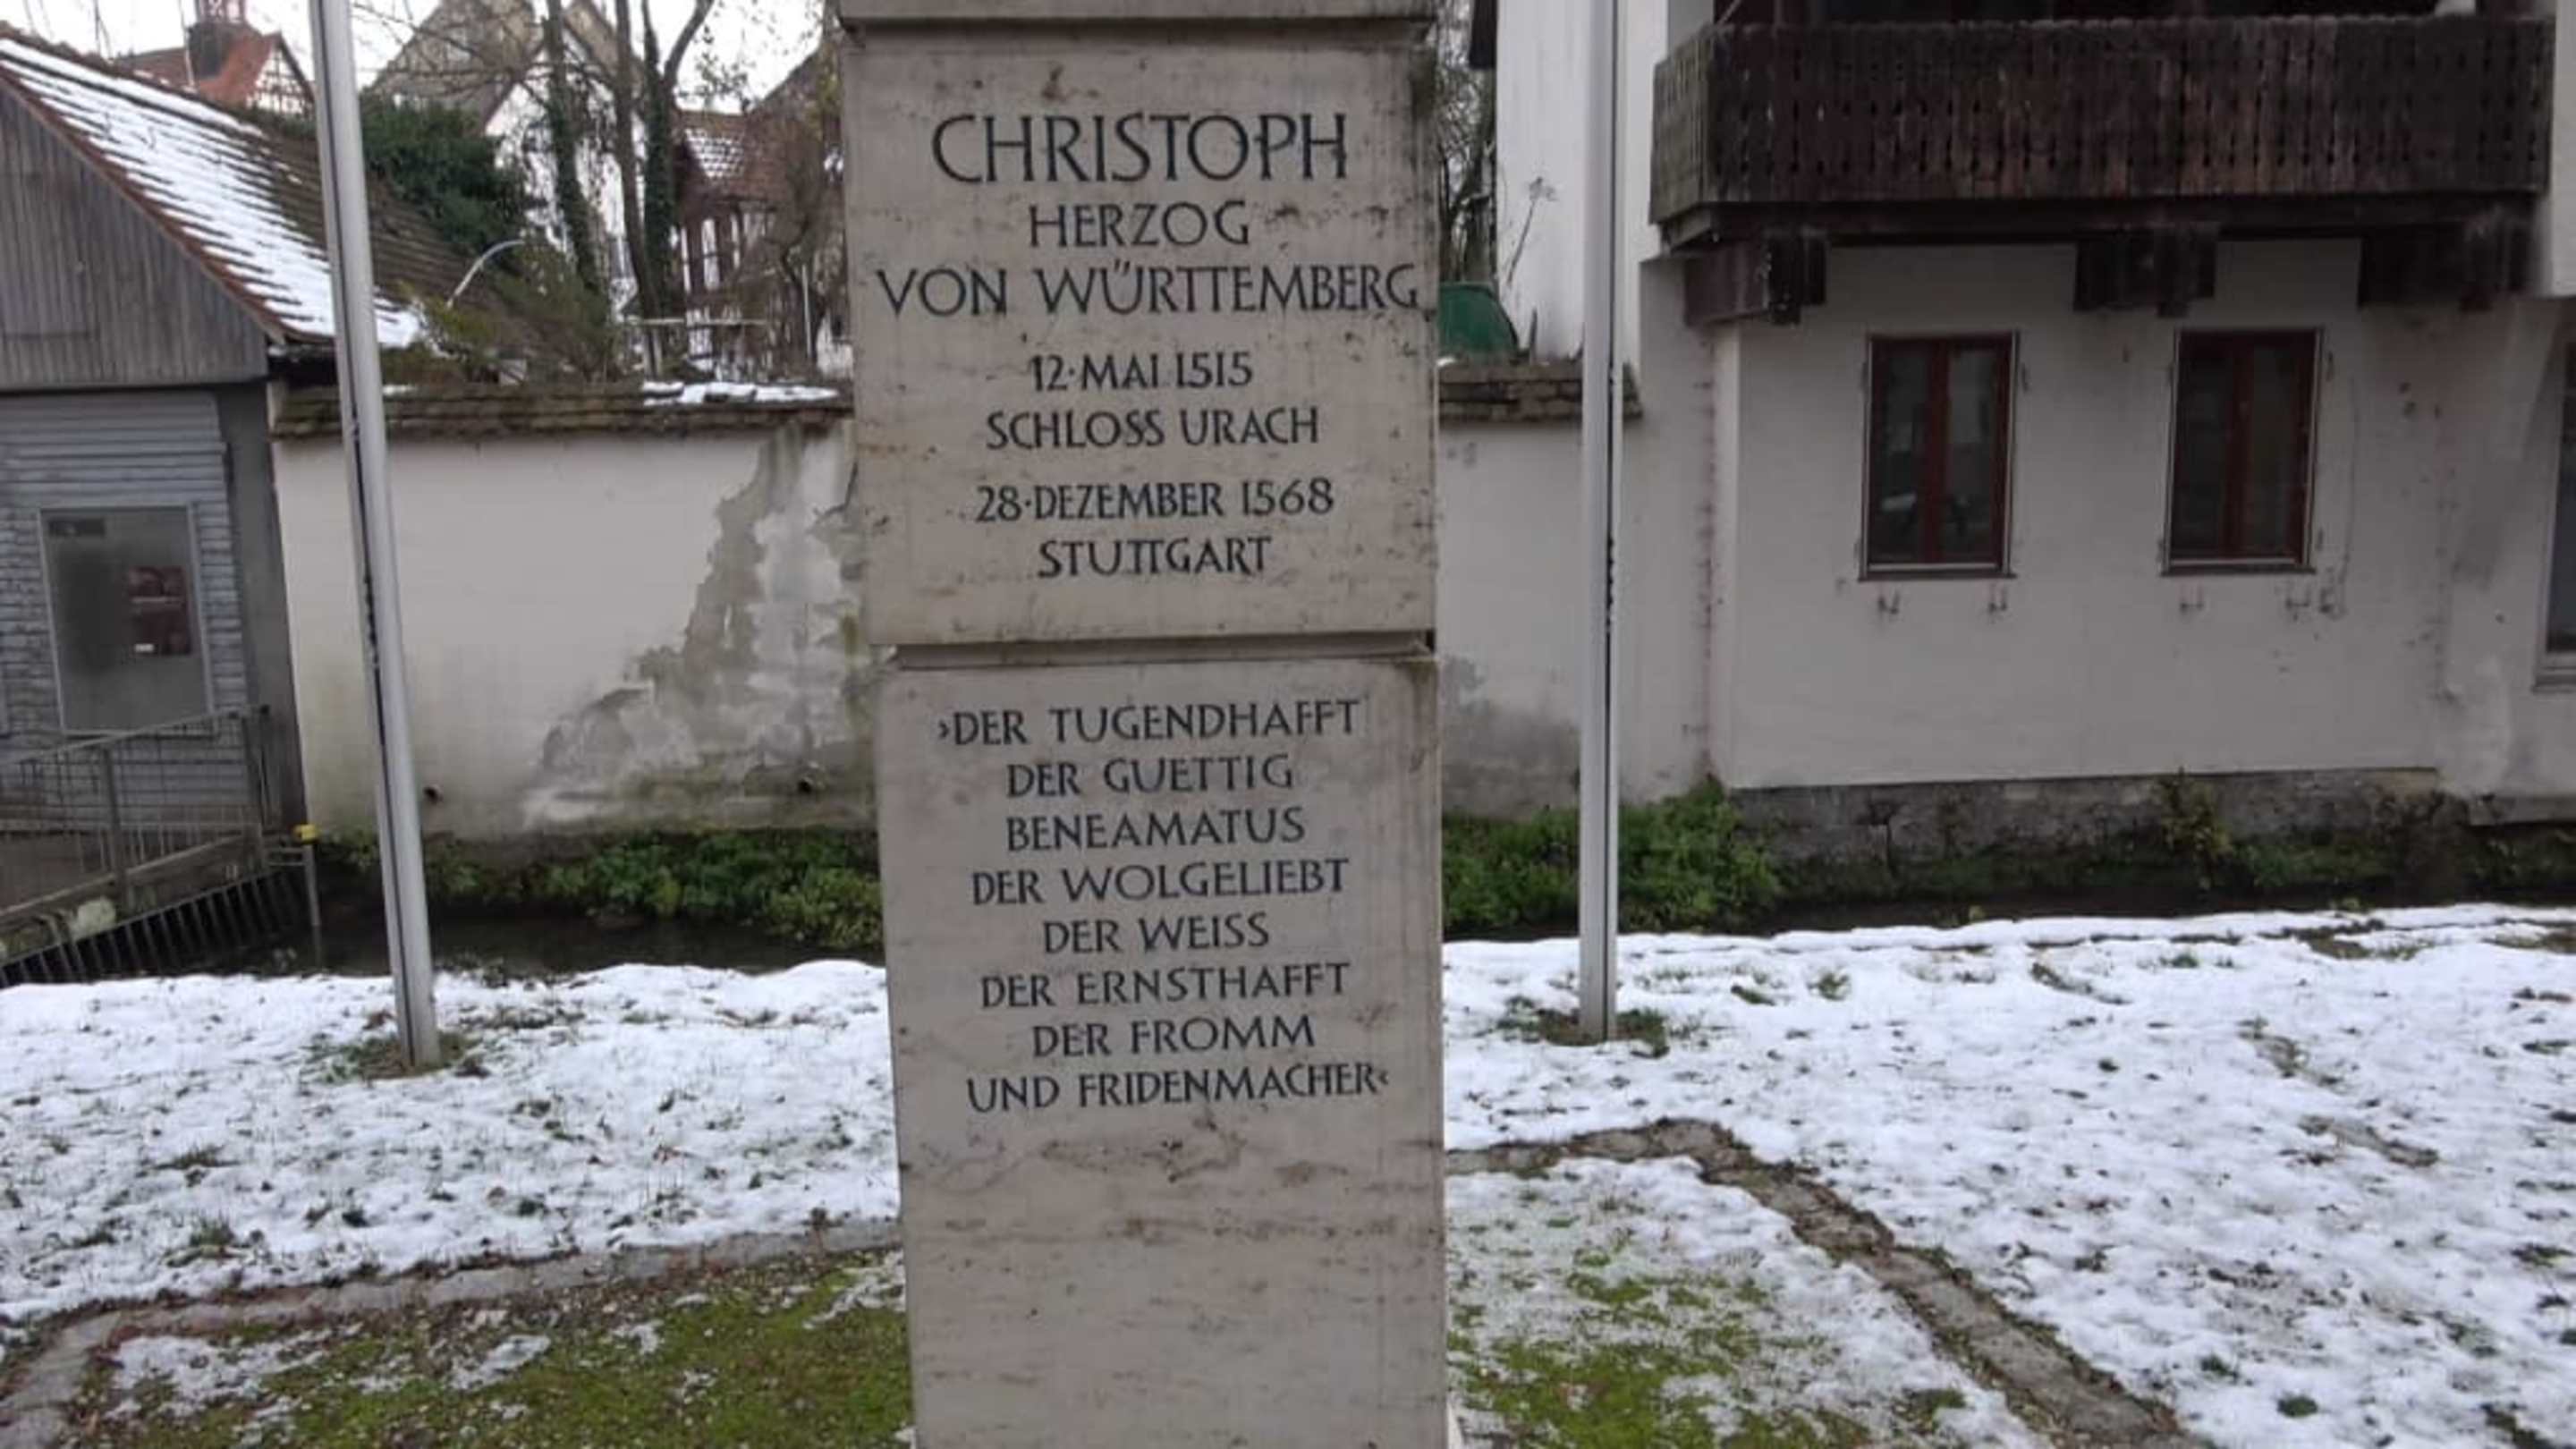 CHRISTOPH
HERZOG
VON WÜRTTEMBERG
12·MAI 1515
SCHLOSS URACH
28·DEZEMBER 1568
STUTTGART
›DER TUGENDHAFFT
DER GUETTIG
BENEAMATUS
DER WOLGELIEBT
DER WEISS
DER ERNSTHAFFT
DER FROMM
UND FRIDENMACHER‹